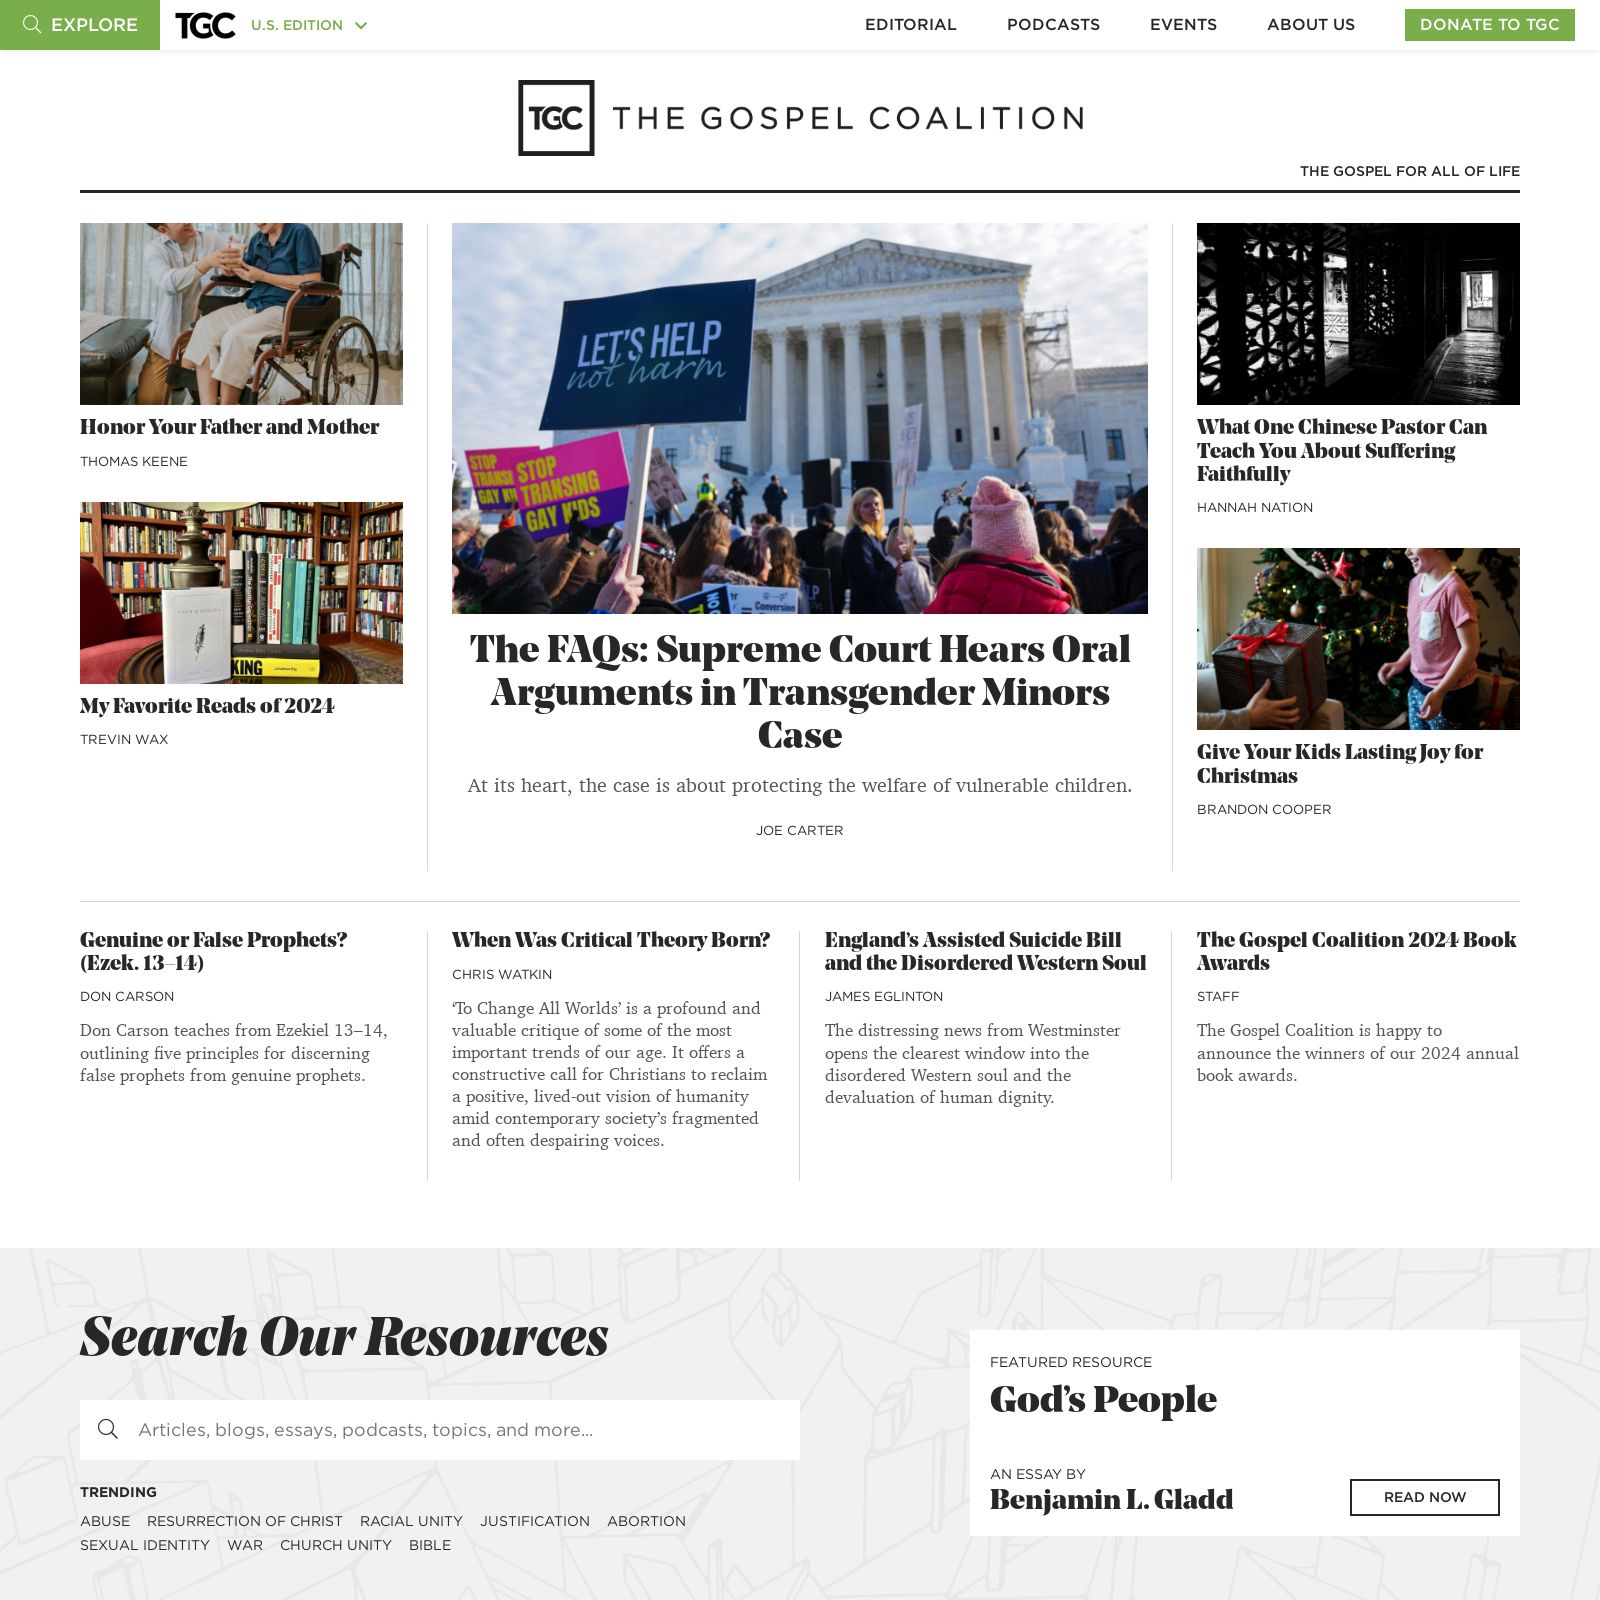 EXPLORE
TGC
U.S. EDITION
EDITORIAL
PODCASTS
EVENTS
ABOUT US
DONATE TO TGC
TGC THE GOSPEL COALITION
THE GOSPEL FOR ALL OF LIFE
Honor Your Father and Mother
THOMAS KEENE
KING
My Favorite Reads of 2024
TREVIN WAX
LET'S HELP
not harm
STOP
STOP
TRANSING
GAY KIDS
Conversion
The FAQs: Supreme Court Hears Oral
Arguments in Transgender Minors
Case
At its heart, the case is about protecting the welfare of vulnerable children.
JOE CARTER
What One Chinese Pastor Can
Teach You About Suffering
Faithfully
HANNAH NATION
Give Your Kids Lasting Joy for
Christmas
BRANDON COOPER
Genuine or False Prophets?
(Ezek. 13–14)
DON CARSON
Don Carson teaches from Ezekiel 13–14,
outlining five principles for discerning
false prophets from genuine prophets.
When Was Critical Theory Born?
CHRIS WATKIN
‘To Change All Worlds’ is a profound and
valuable critique of some of the most
important trends of our age. It offers a
constructive call for Christians to reclaim
a positive, lived-out vision of humanity
amid contemporary society’s fragmented
and often despairing voices.
England’s Assisted Suicide Bill
and the Disordered Western Soul
JAMES EGLINTON
The distressing news from Westminster
opens the clearest window into the
disordered Western soul and the
devaluation of human dignity.
The Gospel Coalition 2024 Book
Awards
STAFF
The Gospel Coalition is happy to
announce the winners of our 2024 annual
book awards.
Search Our Resources
Articles, blogs, essays, podcasts, topics, and more...
TRENDING
ABUSE RESURRECTION OF CHRIST RACIAL UNITY JUSTIFICATION ABORTION
SEXUAL IDENTITY WAR CHURCH UNITY BIBLE
FEATURED RESOURCE
God’s People
AN ESSAY BY
Benjamin L. Gladd
READ NOW